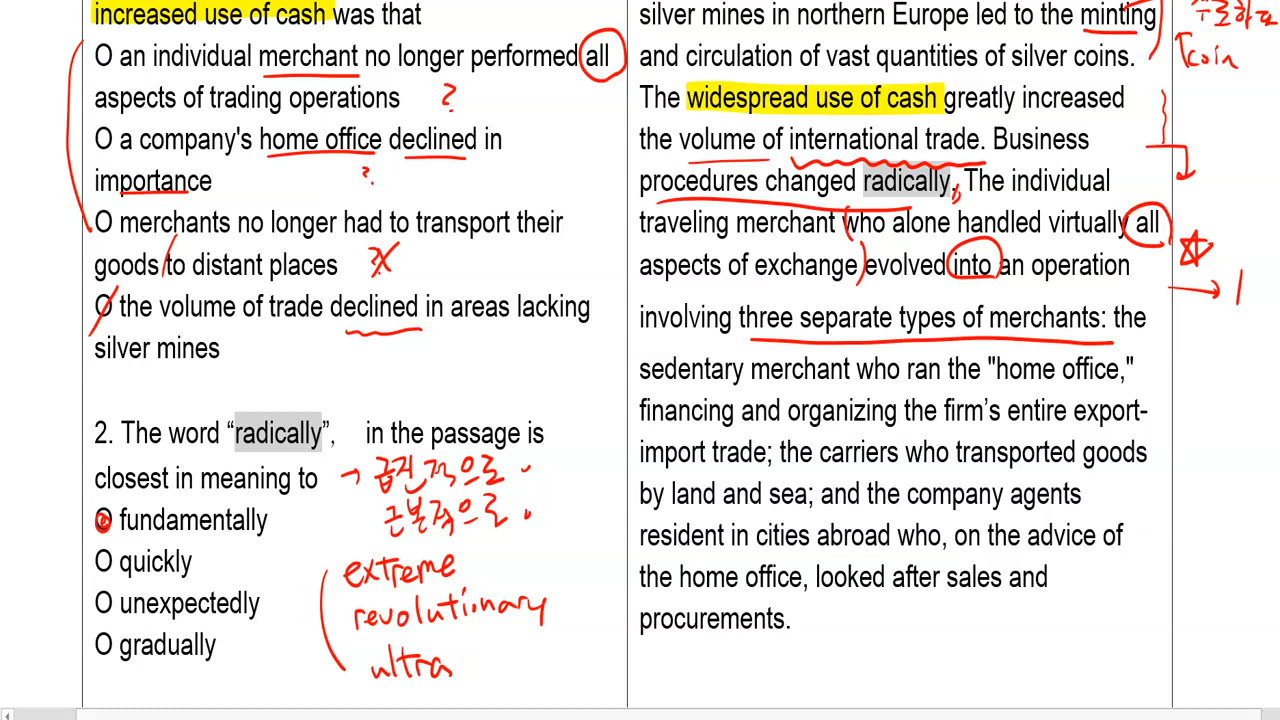 increased use of cash was that
O an individual merchant no longer performed all
aspects of trading operations ?
O a company's home office declined in
importance ?
O merchants no longer had to transport their
goods to distant places ?
O the volume of trade declined in areas lacking
silver mines
2. The word “radically”, in the passage is
closest in meaning to → 급진적으로
O fundamentally 근본적으로
O quickly extreme
O unexpectedly revolutionary
O gradually ultra
silver mines in northern Europe led to the minting
and circulation of vast quantities of silver coins. coin
The widespread use of cash greatly increased
the volume of international trade. Business
procedures changed radically. The individual
traveling merchant who alone handled virtually all
aspects of exchange evolved into an operation
involving three separate types of merchants: the → 1
sedentary merchant who ran the "home office,"
financing and organizing the firm’s entire export-
import trade; the carriers who transported goods
by land and sea; and the company agents
resident in cities abroad who, on the advice of
the home office, looked after sales and
procurements.